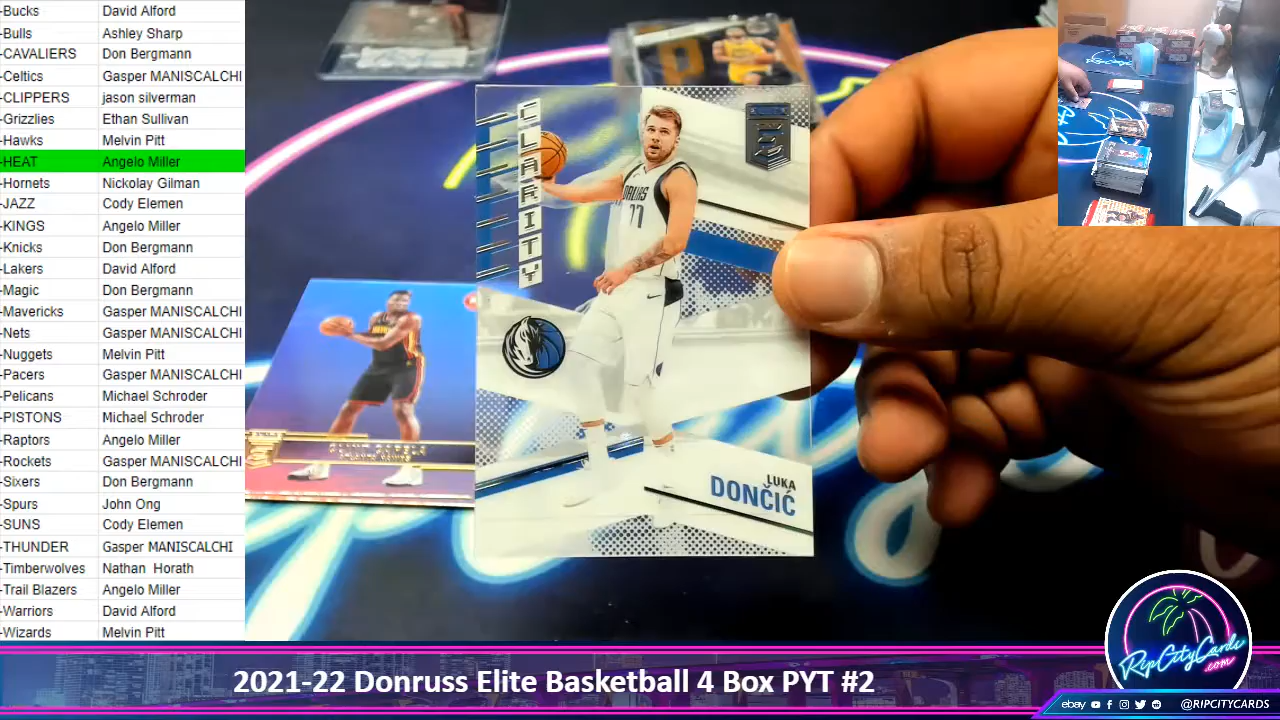 -Bucks David Alford
-Bulls Ashley Sharp
-CAVALIERS Don Bergmann
-Celtics Gasper MANISCALCHI
-CLIPPERS jason silverman
-Grizzlies Ethan Sullivan
-Hawks Melvin Pitt
-HEAT Angelo Miller
-Hornets Nickolay Gilman
-JAZZ Cody Elemen
-KINGS Angelo Miller
-Knicks Don Bergmann
-Lakers David Alford
-Magic Don Bergmann
-Mavericks Gasper MANISCALCHI
-Nets Gasper MANISCALCHI
-Nuggets Melvin Pitt
-Pacers Gasper MANISCALCHI
-Pelicans Michael Schroder
-PISTONS Michael Schroder
-Raptors Angelo Miller
-Rockets Gasper MANISCALCHI
-Sixers Don Bergmann
-Spurs John Ong
-SUNS Cody Elemen
-THUNDER Gasper MANISCALCHI
-Timberwolves Nathan Horath
-Trail Blazers Angelo Miller
-Warriors David Alford
-Wizards Melvin Pitt
CLARITY
DALLAS
77
LUKA
DONČIĆ
RipCityCards
.com
2021-22 Donruss Elite Basketball 4 Box PYT #2
ebay @RIPCITYCARDS